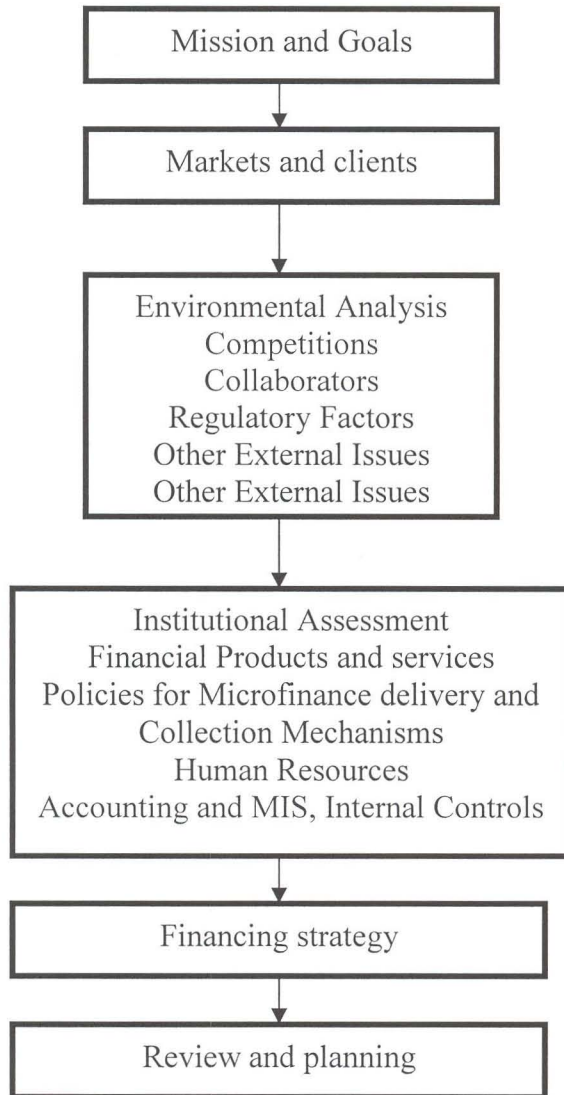 Mission and Goals
Markets and clients
Environmental Analysis
Competitions
Collaborators
Regulatory Factors
Other External Issues
Other External Issues
Institutional Assessment
Financial Products and services
Policies for Microfinance delivery and
Collection Mechanisms
Human Resources
Accounting and MIS, Internal Controls
Financing strategy
Review and planning